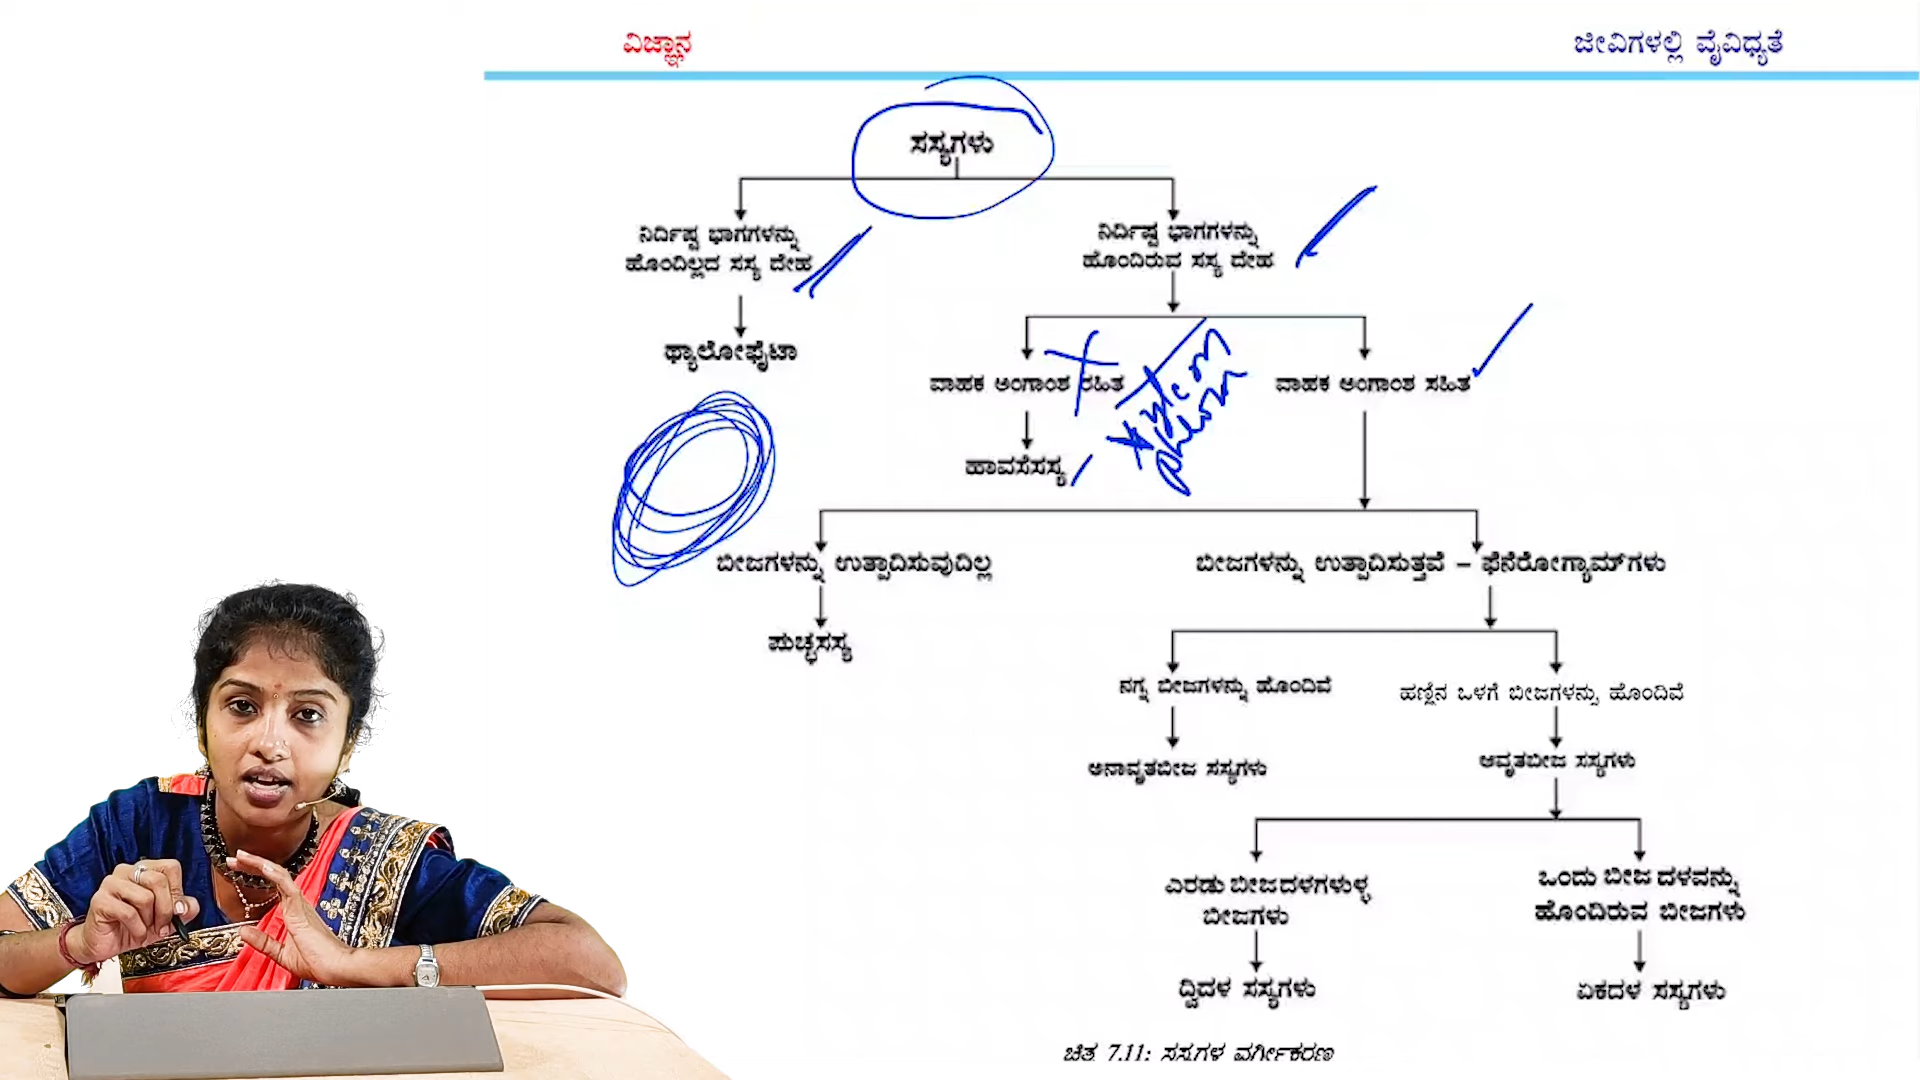 ವಿಜ್ಞಾನ
ಜೀವಿಗಳಲ್ಲಿ ವೈವಿಧ್ಯತೆ
ಸಸ್ಯಗಳು
ನಿರ್ದಿಷ್ಟ ಭಾಗಗಳನ್ನು
ಹೊಂದಿಲ್ಲದ ಸಸ್ಯ ದೇಹ
ನಿರ್ದಿಷ್ಟ ಭಾಗಗಳನ್ನು
ಹೊಂದಿರುವ ಸಸ್ಯ ದೇಹ
ಥ್ಯಾಲೋಫೈಟಾ
ವಾಹಕ ಅಂಗಾಂಶ ರಹಿತ
ವಾಹಕ ಅಂಗಾಂಶ ಸಹಿತ
ಹಾವಸೆಸಸ್ಯ
ಬೀಜಗಳನ್ನು ಉತ್ಪಾದಿಸುವುದಿಲ್ಲ
ಬೀಜಗಳನ್ನು ಉತ್ಪಾದಿಸುತ್ತವೆ – ಫೆನೆರೋಗ್ಯಾಮ್‌ಗಳು
ಪುಚ್ಛಸಸ್ಯ
ನಗ್ನ ಬೀಜಗಳನ್ನು ಹೊಂದಿವೆ
ಹಣ್ಣಿನ ಒಳಗೆ ಬೀಜಗಳನ್ನು ಹೊಂದಿವೆ
ಅನಾವೃತಬೀಜ ಸಸ್ಯಗಳು
ಆವೃತಬೀಜ ಸಸ್ಯಗಳು
ಎರಡು ಬೀಜದಳಗಳುಳ್ಳ
ಬೀಜಗಳು
ಒಂದು ಬೀಜ ದಳವನ್ನು
ಹೊಂದಿರುವ ಬೀಜಗಳು
ದ್ವಿದಳ ಸಸ್ಯಗಳು
ಏಕದಳ ಸಸ್ಯಗಳು
ಚಿತ್ರ 7.11: ಸಸ್ಯಗಳ ವರ್ಗೀಕರಣ